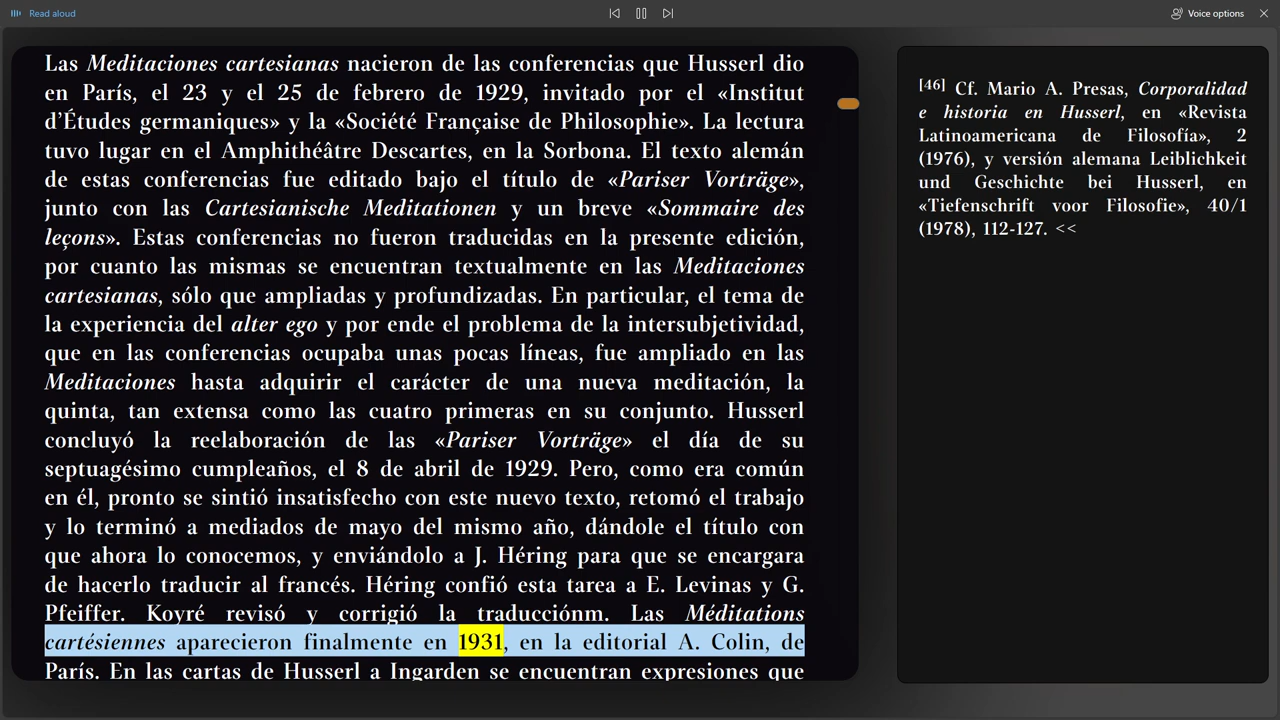 Read aloud
Voice options
Las Meditaciones cartesianas nacieron de las conferencias que Husserl dio
en París, el 23 y el 25 de febrero de 1929, invitado por el «Institut
d’Études germaniques» y la «Société Française de Philosophie». La lectura
tuvo lugar en el Amphithéâtre Descartes, en la Sorbona. El texto alemán
de estas conferencias fue editado bajo el título de «Pariser Vorträge»,
junto con las Cartesianische Meditationen y un breve «Sommaire des
leçons». Estas conferencias no fueron traducidas en la presente edición,
por cuanto las mismas se encuentran textualmente en las Meditaciones
cartesianas, sólo que ampliadas y profundizadas. En particular, el tema de
la experiencia del alter ego y por ende el problema de la intersubjetividad,
que en las conferencias ocupaba unas pocas líneas, fue ampliado en las
Meditaciones hasta adquirir el carácter de una nueva meditación, la
quinta, tan extensa como las cuatro primeras en su conjunto. Husserl
concluyó la reelaboración de las «Pariser Vorträge» el día de su
septuagésimo cumpleaños, el 8 de abril de 1929. Pero, como era común
en él, pronto se sintió insatisfecho con este nuevo texto, retomó el trabajo
y lo terminó a mediados de mayo del mismo año, dándole el título con
que ahora lo conocemos, y enviándolo a J. Héring para que se encargara
de hacerlo traducir al francés. Héring confió esta tarea a E. Levinas y G.
Pfeiffer. Koyré revisó y corrigió la traducciónm. Las Méditations
cartésiennes aparecieron finalmente en 1931, en la editorial A. Colin, de
París. En las cartas de Husserl a Ingarden se encuentran expresiones que
[46] Cf. Mario A. Presas, Corporalidad
e historia en Husserl, en «Revista
Latinoamericana de Filosofía», 2
(1976), y versión alemana Leiblichkeit
und Geschichte bei Husserl, en
«Tiefenschrift voor Filosofie», 40/1
(1978), 112-127. <<